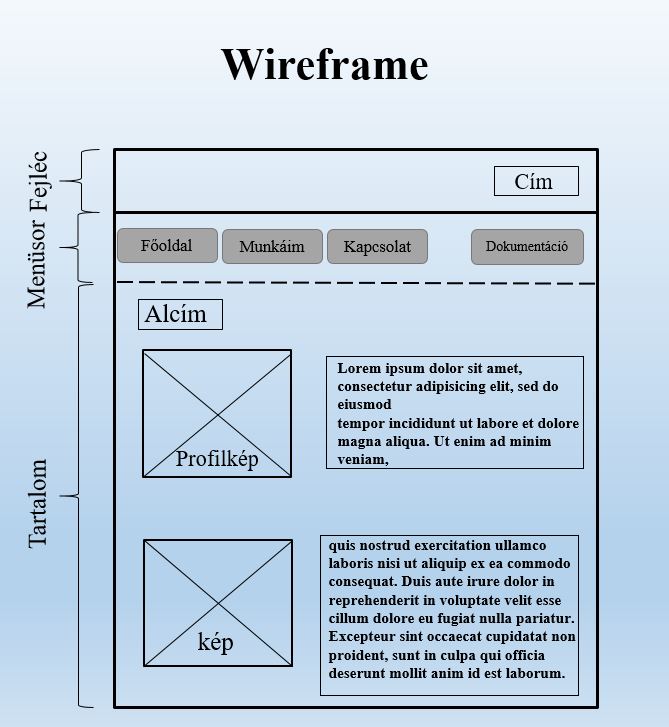 Wireframe
Fejléc
Cím
Menüsor
Főoldal
Munkáim
Kapcsolat
Dokumentáció
Tartalom
Alcím
Profilkép
Lorem ipsum dolor sit amet,
consectetur adipisicing elit, sed do
eiusmod
tempor incididunt ut labore et dolore
magna aliqua. Ut enim ad minim
veniam,
kép
quis nostrud exercitation ullamco
laboris nisi ut aliquip ex ea commodo
consequat. Duis aute irure dolor in
reprehenderit in voluptate velit esse
cillum dolore eu fugiat nulla pariatur.
Excepteur sint occaecat cupidatat non
proident, sunt in culpa qui officia
deserunt mollit anim id est laborum.